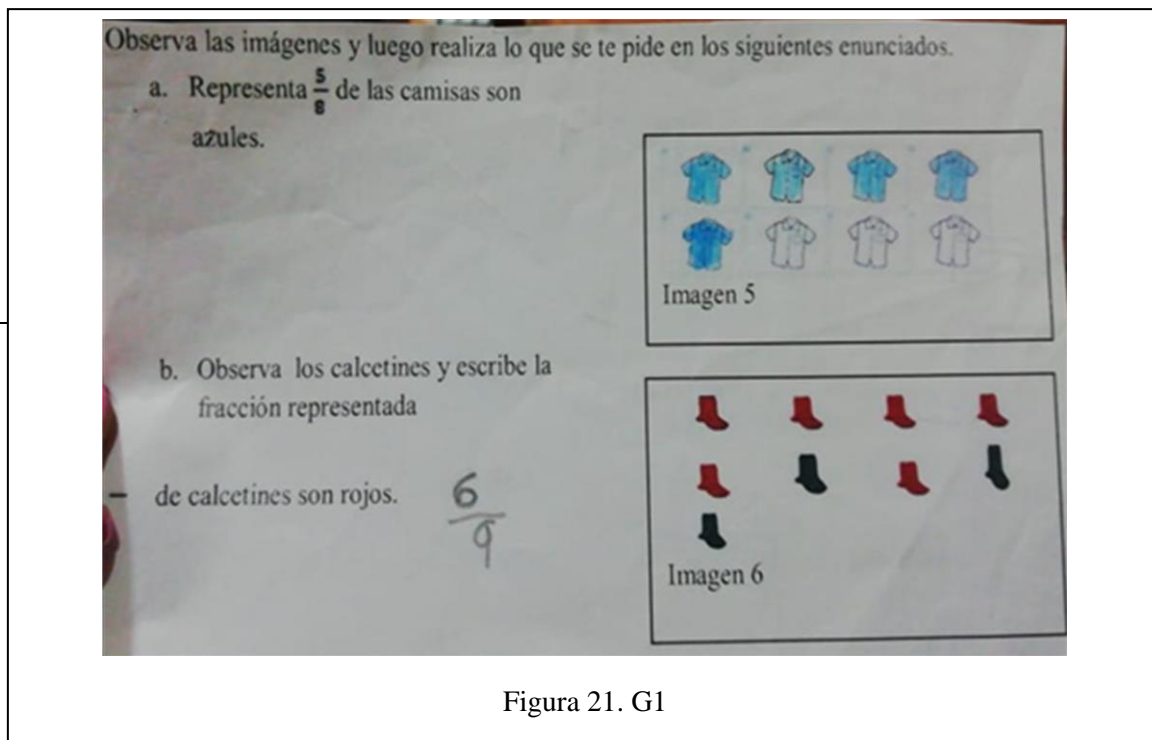 Observa las imágenes y luego realiza lo que se te pide en los siguientes enunciados.
a. Representa 5/8 de las camisas son
azules.
Imagen 5
b. Observa los calcetines y escribe la
fracción representada
— de calcetines son rojos. 6/9
Imagen 6
Figura 21. G1